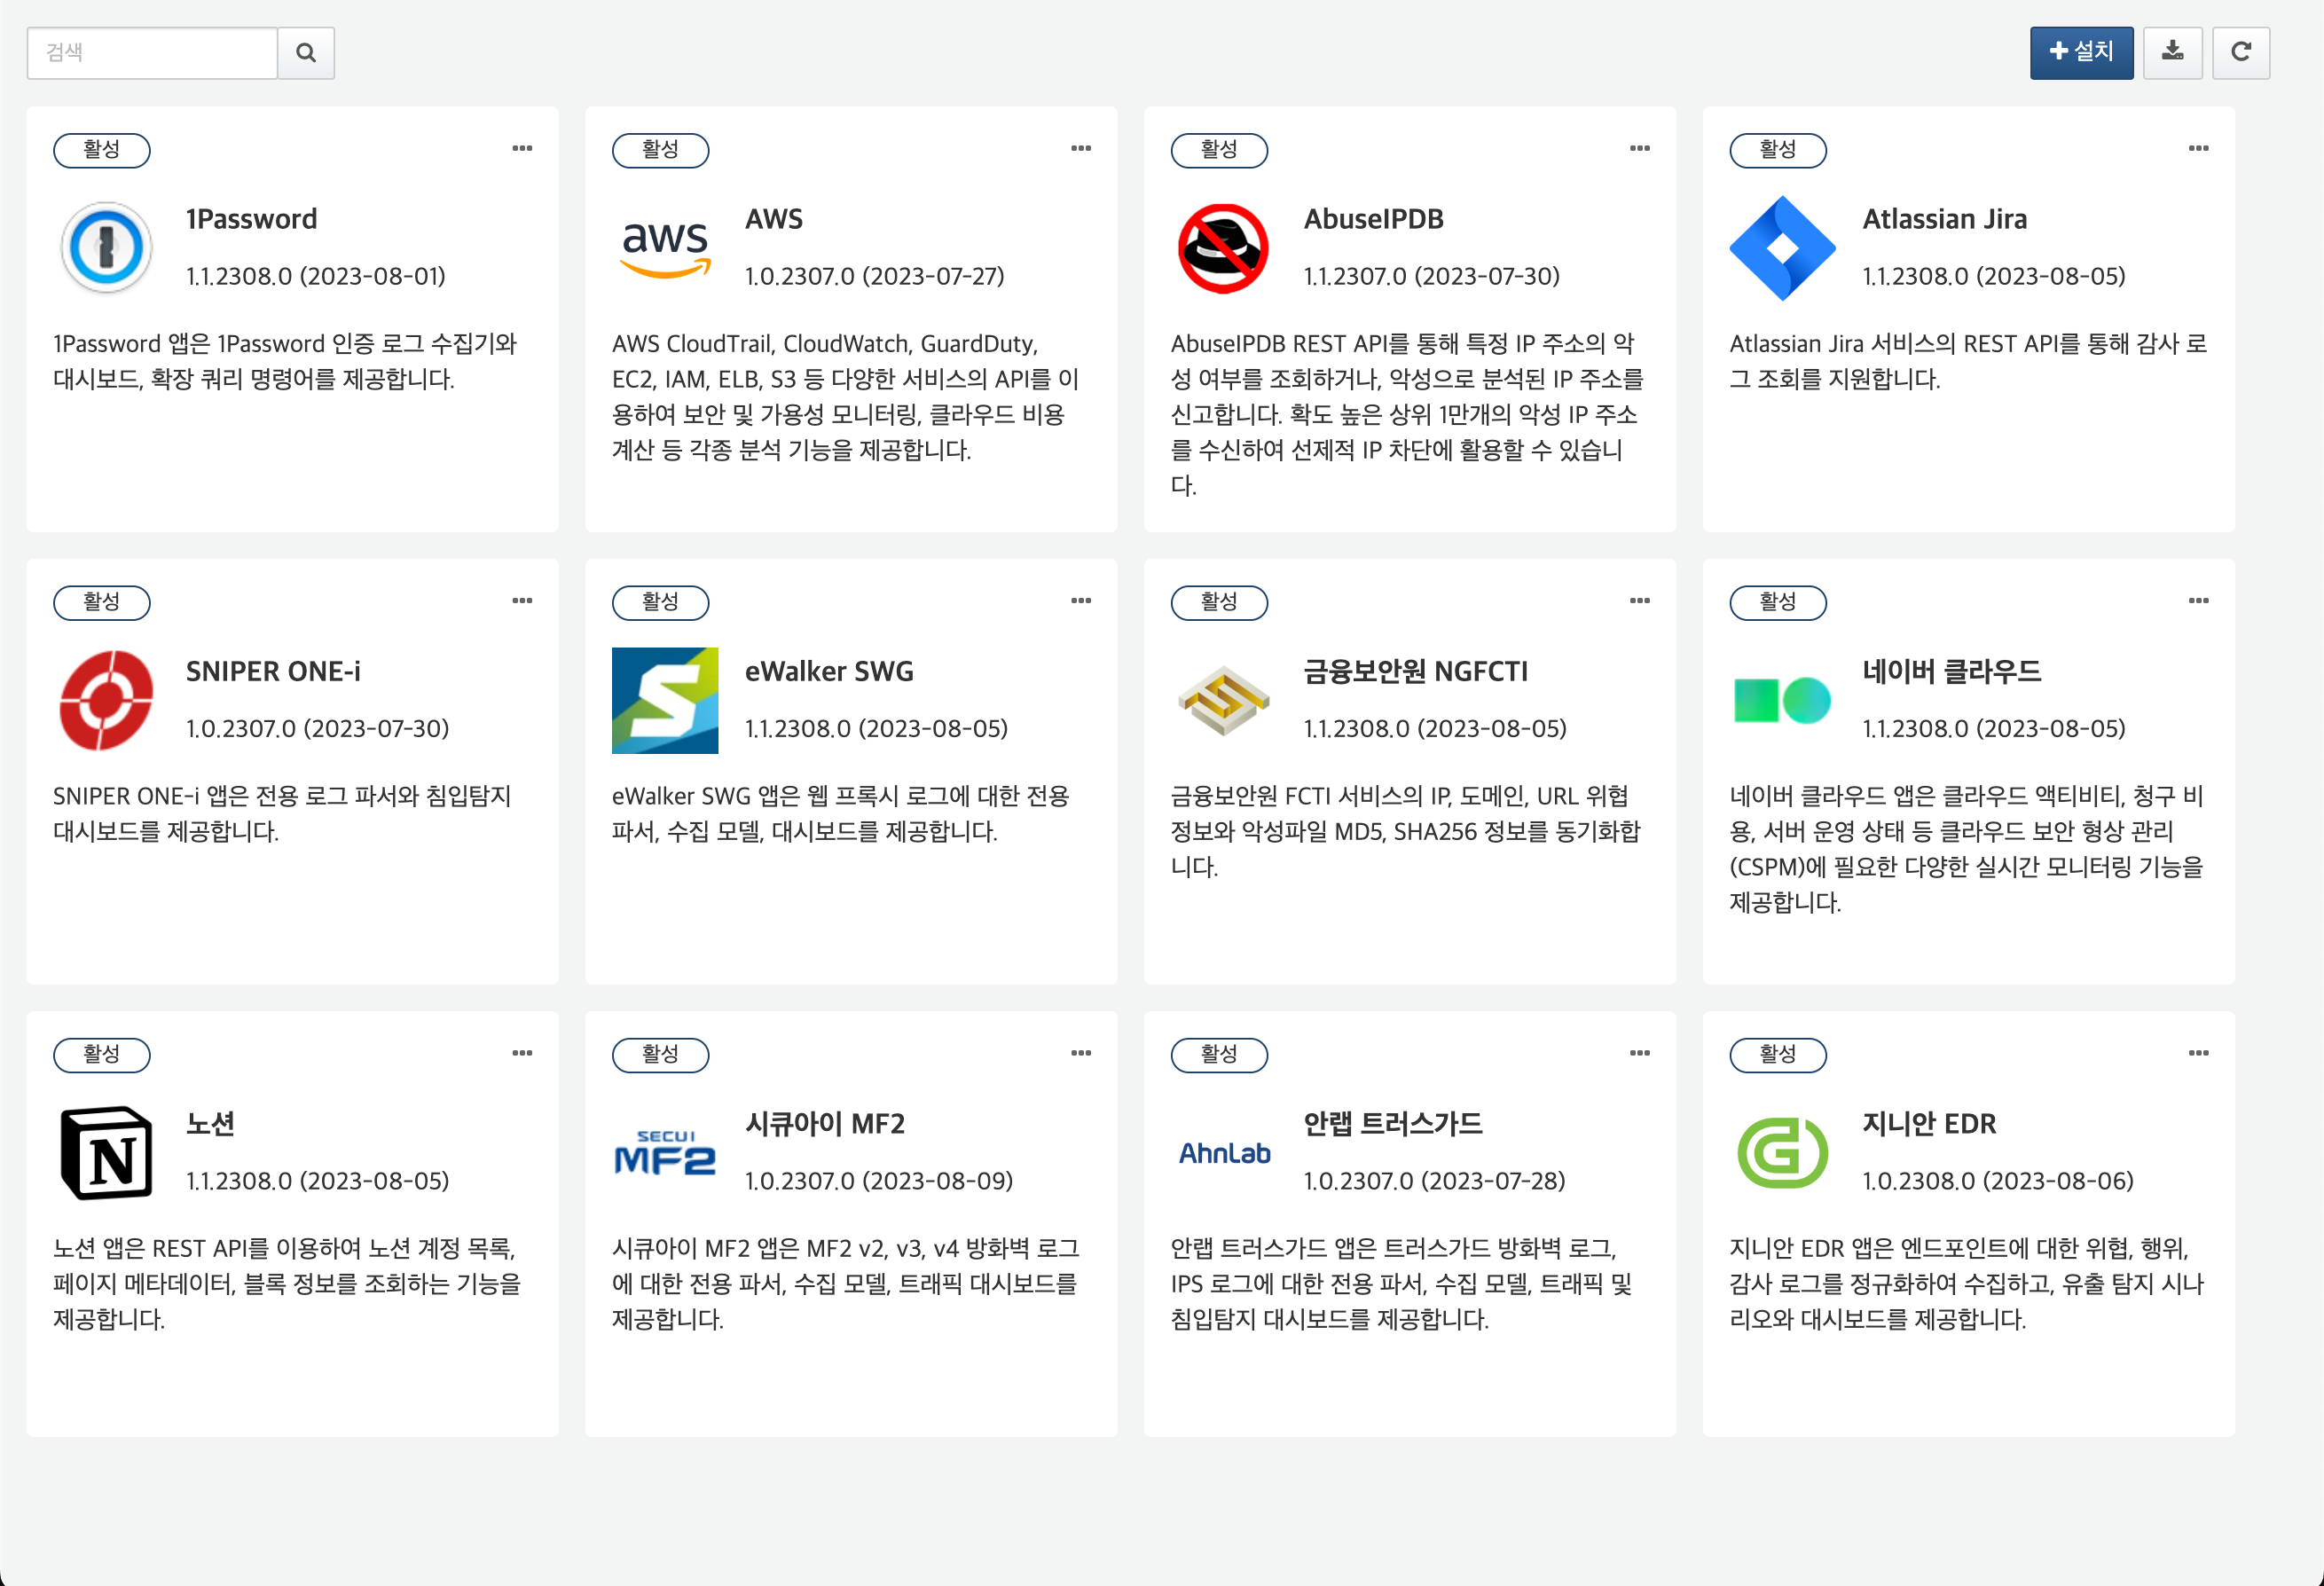 검색
설치
활성
1Password
1.1.2308.0 (2023-08-01)
1Password 앱은 1Password 인증 로그 수집기와
대시보드, 확장 쿼리 명령어를 제공합니다.
활성
aws
AWS
1.0.2307.0 (2023-07-27)
AWS CloudTrail, CloudWatch, GuardDuty,
EC2, IAM, ELB, S3 등 다양한 서비스의 API를 이
용하여 보안 및 가용성 모니터링, 클라우드 비용
계산 등 각종 분석 기능을 제공합니다.
활성
AbuseIPDB
1.1.2307.0 (2023-07-30)
AbuseIPDB REST API를 통해 특정 IP 주소의 악
성 여부를 조회하거나, 악성으로 분석된 IP 주소를
신고합니다. 확도 높은 상위 1만개의 악성 IP 주소
를 수신하여 선제적 IP 차단에 활용할 수 있습니
다.
활성
Atlassian Jira
1.1.2308.0 (2023-08-05)
Atlassian Jira 서비스의 REST API를 통해 감사 로
그 조회를 지원합니다.
활성
SNIPER ONE-i
1.0.2307.0 (2023-07-30)
SNIPER ONE-i 앱은 전용 로그 파서와 침입탐지
대시보드를 제공합니다.
활성
eWalker SWG
1.1.2308.0 (2023-08-05)
eWalker SWG 앱은 웹 프록시 로그에 대한 전용
파서, 수집 모델, 대시보드를 제공합니다.
활성
금융보안원 NGFCTI
1.1.2308.0 (2023-08-05)
금융보안원 FCTI 서비스의 IP, 도메인, URL 위협
정보와 악성파일 MD5, SHA256 정보를 동기화합
니다.
활성
네이버 클라우드
1.1.2308.0 (2023-08-05)
네이버 클라우드 앱은 클라우드 액티비티, 청구 비
용, 서버 운영 상태 등 클라우드 보안 형상 관리
(CSPM)에 필요한 다양한 실시간 모니터링 기능을
제공합니다.
활성
N
노션
1.1.2308.0 (2023-08-05)
노션 앱은 REST API를 이용하여 노션 계정 목록,
페이지 메타데이터, 블록 정보를 조회하는 기능을
제공합니다.
활성
SECUI
MF2
시큐아이 MF2
1.0.2307.0 (2023-08-09)
시큐아이 MF2 앱은 MF2 v2, v3, v4 방화벽 로그
에 대한 전용 파서, 수집 모델, 트래픽 대시보드를
제공합니다.
활성
AhnLab
안랩 트러스가드
1.0.2307.0 (2023-07-28)
안랩 트러스가드 앱은 트러스가드 방화벽 로그,
IPS 로그에 대한 전용 파서, 수집 모델, 트래픽 및
침입탐지 대시보드를 제공합니다.
활성
지니안 EDR
1.0.2308.0 (2023-08-06)
지니안 EDR 앱은 엔드포인트에 대한 위협, 행위,
감사 로그를 정규화하여 수집하고, 유출 탐지 시나
리오와 대시보드를 제공합니다.